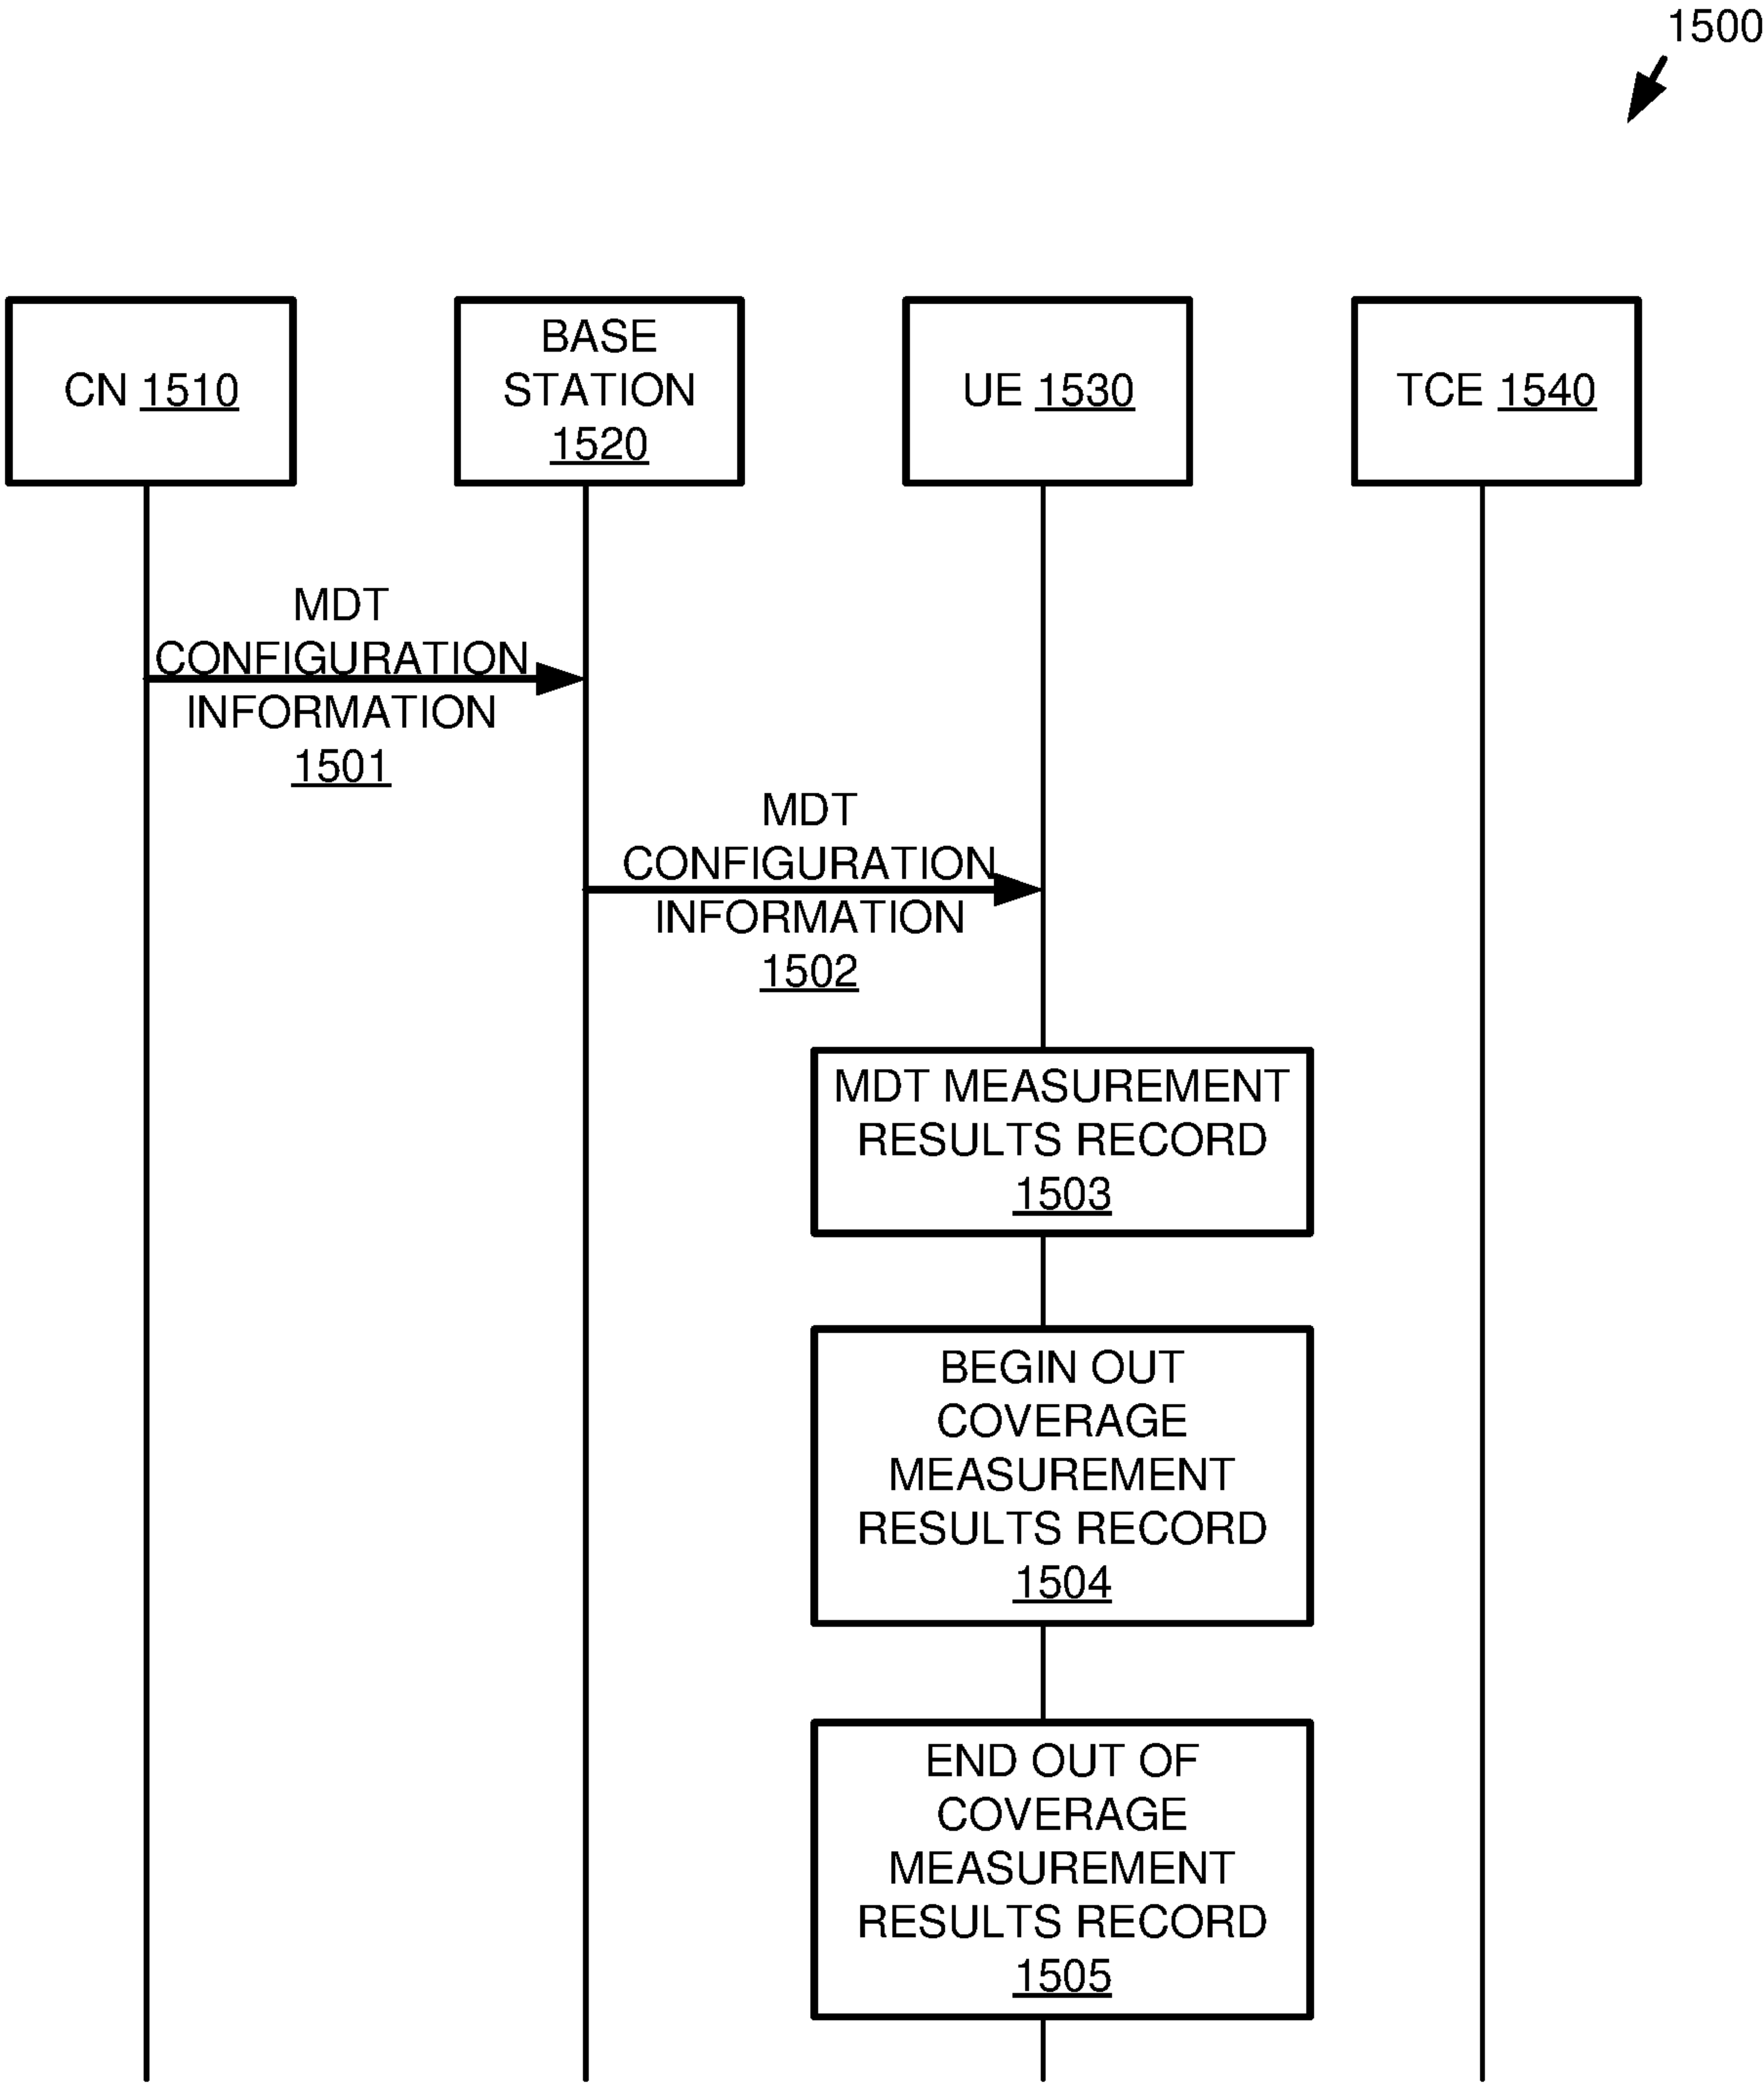 1500
CN 1510
BASE
STATION
1520
UE 1530
TCE 1540
MDT
CONFIGURATION
INFORMATION
1501
MDT
CONFIGURATION
INFORMATION
1502
MDT MEASUREMENT
RESULTS RECORD
1503
BEGIN OUT
COVERAGE
MEASUREMENT
RESULTS RECORD
1504
END OUT OF
COVERAGE
MEASUREMENT
RESULTS RECORD
1505